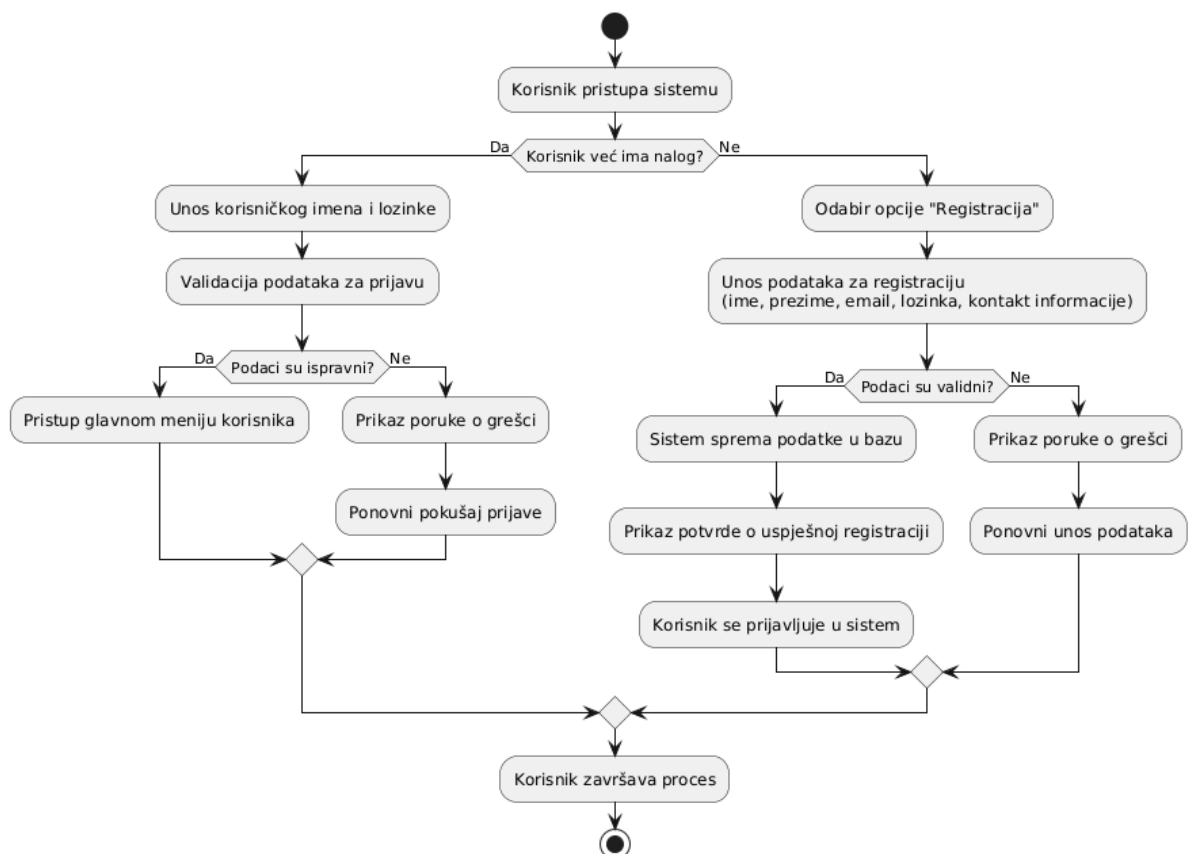 Korisnik pristupa sistemu
Da
Korisnik već ima nalog?
Ne
Unos korisničkog imena i lozinke
Validacija podataka za prijavu
Da
Podaci su ispravni?
Ne
Pristup glavnom meniju korisnika
Prikaz poruke o grešci
Ponovni pokušaj prijave
Odabir opcije "Registracija"
Unos podataka za registraciju
(ime, prezime, email, lozinka, kontakt informacije)
Da
Podaci su validni?
Ne
Sistem sprema podatke u bazu
Prikaz potvrde o uspješnoj registraciji
Korisnik se prijavljuje u sistem
Prikaz poruke o grešci
Ponovni unos podataka
Korisnik završava proces